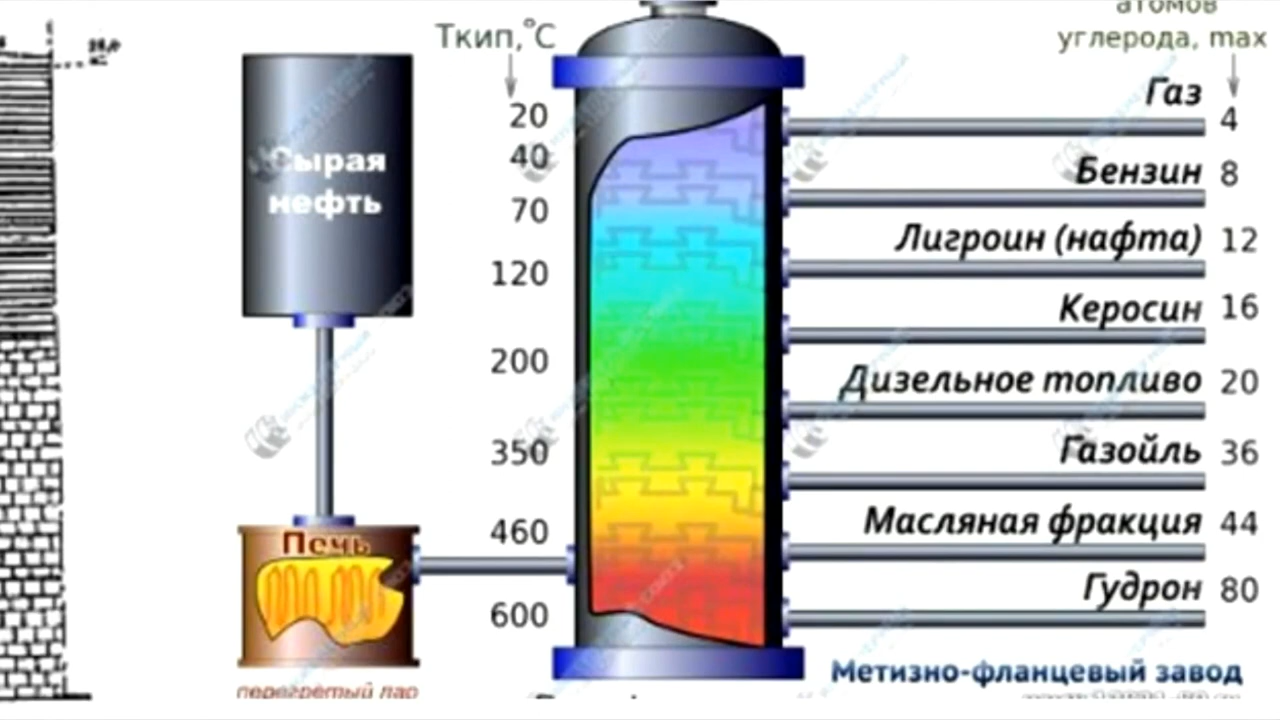 атомов
Ткип,°C
углерода, max
Сырая
нефть
20
40
70
120
200
350
460
600
Газ 4
Бензин 8
Лигроин (нафта) 12
Керосин 16
Дизельное топливо 20
Газойль 36
Масляная фракция 44
Гудрон 80
Печь
перегретый пар
Метизно-фланцевый завод